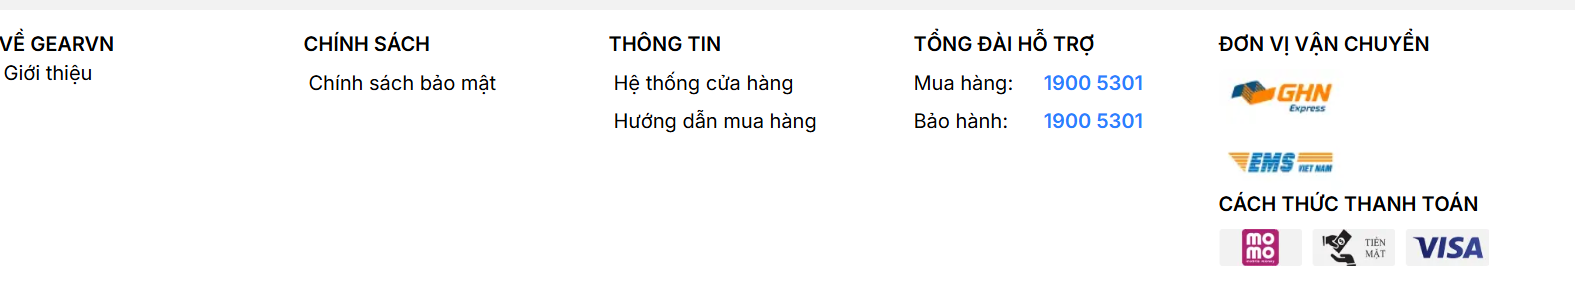 VỀ GEARVN
Giới thiệu
CHÍNH SÁCH
Chính sách bảo mật
THÔNG TIN
Hệ thống cửa hàng
Hướng dẫn mua hàng
TỔNG ĐÀI HỖ TRỢ
Mua hàng: 1900 5301
Bảo hành: 1900 5301
ĐƠN VỊ VẬN CHUYỂN
GHN
Express
EMS VIET NAM
CÁCH THỨC THANH TOÁN
mo
mo
TIỀN
MẶT
VISA